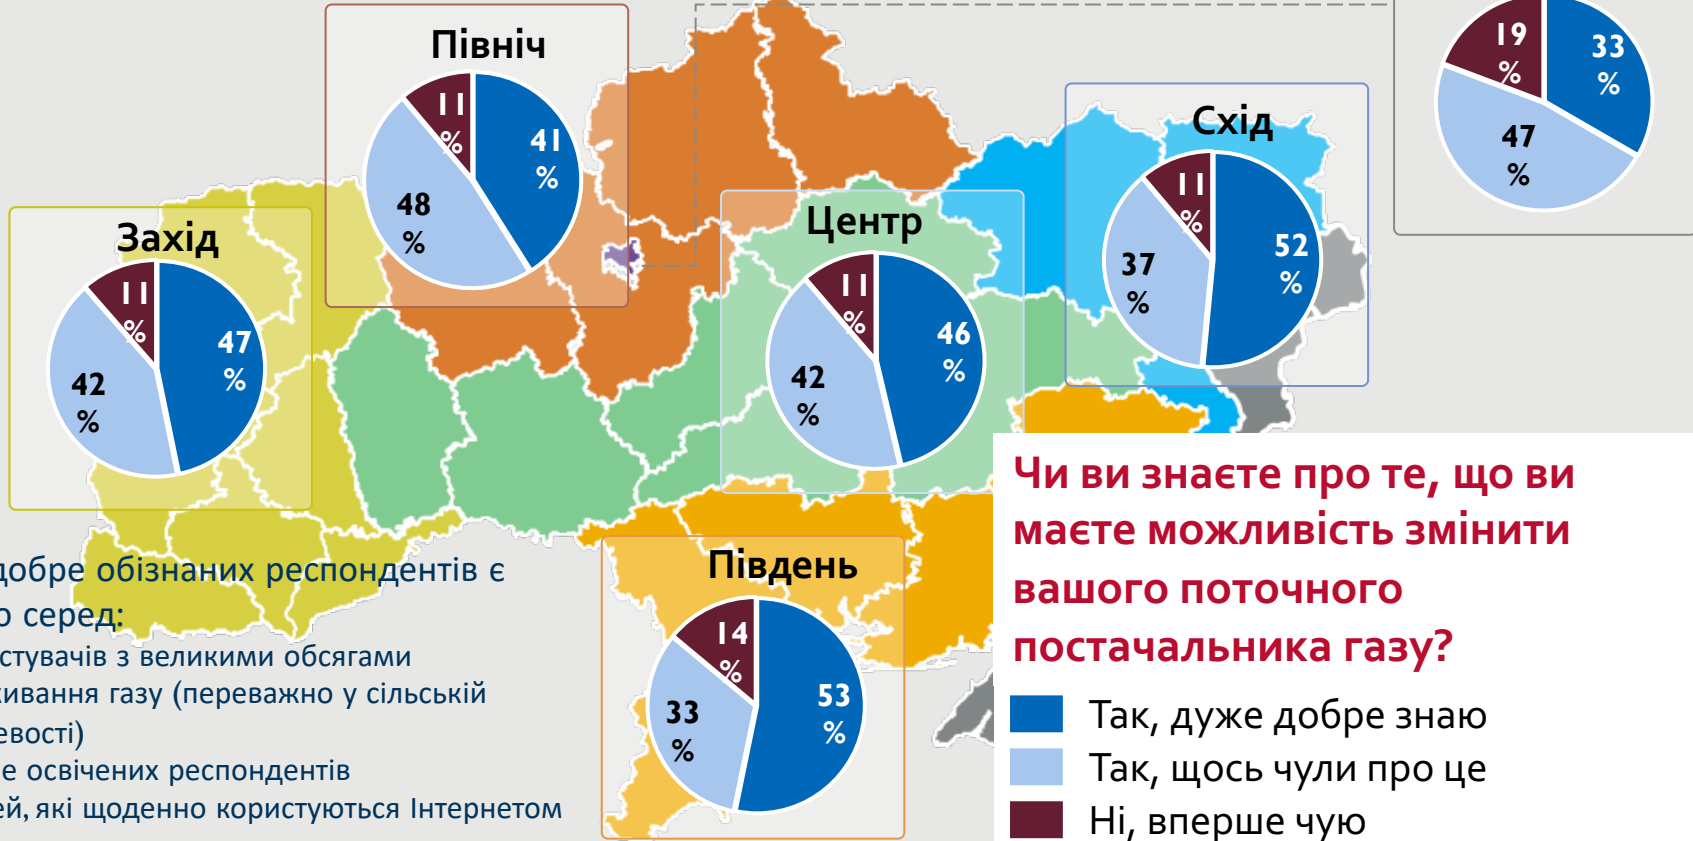 Північ
11
%
41
%
48
%
19
%
33
%
47
%
Схід
11
%
52
%
37
%
Захід
11
%
47
%
42
%
Центр
11
%
46
%
42
%
Південь
14
%
53
%
33
%
добре обізнаних респондентів є
о серед:
стувачів з великими обсягами
живання газу (переважно у сільській
евості)
е освічених респондентів
ей, які щоденно користуються Інтернетом
Чи ви знаєте про те, що ви
маєте можливість змінити
вашого поточного
постачальника газу?
Так, дуже добре знаю
Так, щось чули про це
Ні, вперше чую